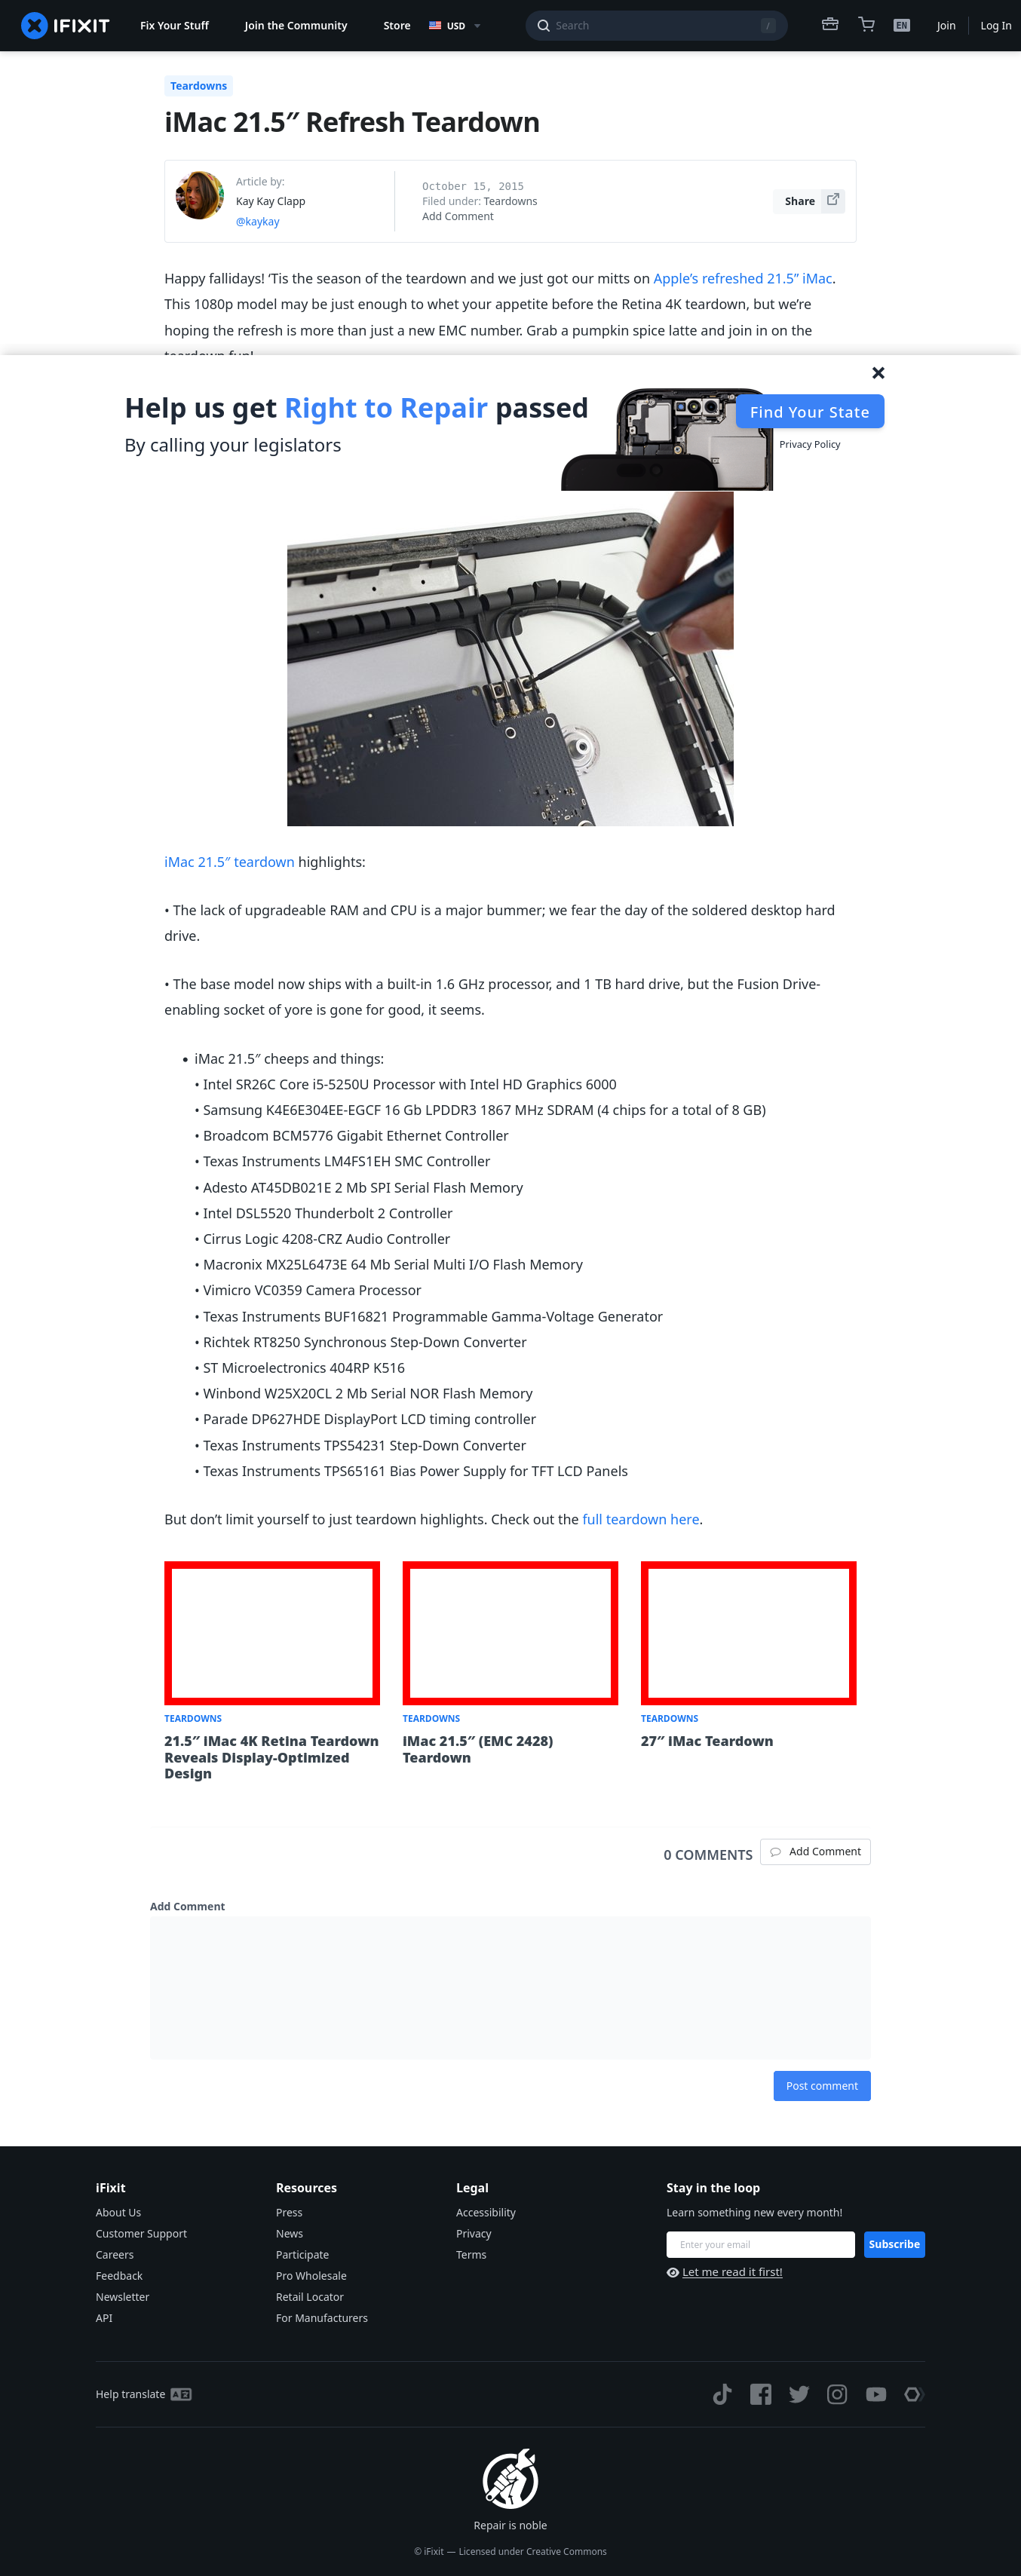 IFIXIT
Fix Your Stuff
Join the Community
Store
USD
Search
/
EN
Join
Log In
Teardowns
iMac 21.5″ Refresh Teardown
Article by:
Kay Kay Clapp
@kaykay
October 15, 2015
Filed under: Teardowns
Add Comment
Share
Happy fallidays! ‘Tis the season of the teardown and we just got our mitts on Apple’s refreshed 21.5” iMac.
This 1080p model may be just enough to whet your appetite before the Retina 4K teardown, but we’re
hoping the refresh is more than just a new EMC number. Grab a pumpkin spice latte and join in on the
teardown fun!
Help us get Right to Repair passed
By calling your legislators
Find Your State
Privacy Policy
iMac 21.5″ teardown highlights:
• The lack of upgradeable RAM and CPU is a major bummer; we fear the day of the soldered desktop hard
drive.
• The base model now ships with a built-in 1.6 GHz processor, and 1 TB hard drive, but the Fusion Drive-
enabling socket of yore is gone for good, it seems.
• iMac 21.5″ cheeps and things:
• Intel SR26C Core i5-5250U Processor with Intel HD Graphics 6000
• Samsung K4E6E304EE-EGCF 16 Gb LPDDR3 1867 MHz SDRAM (4 chips for a total of 8 GB)
• Broadcom BCM5776 Gigabit Ethernet Controller
• Texas Instruments LM4FS1EH SMC Controller
• Adesto AT45DB021E 2 Mb SPI Serial Flash Memory
• Intel DSL5520 Thunderbolt 2 Controller
• Cirrus Logic 4208-CRZ Audio Controller
• Macronix MX25L6473E 64 Mb Serial Multi I/O Flash Memory
• Vimicro VC0359 Camera Processor
• Texas Instruments BUF16821 Programmable Gamma-Voltage Generator
• Richtek RT8250 Synchronous Step-Down Converter
• ST Microelectronics 404RP K516
• Winbond W25X20CL 2 Mb Serial NOR Flash Memory
• Parade DP627HDE DisplayPort LCD timing controller
• Texas Instruments TPS54231 Step-Down Converter
• Texas Instruments TPS65161 Bias Power Supply for TFT LCD Panels
But don’t limit yourself to just teardown highlights. Check out the full teardown here.
TEARDOWNS
21.5″ iMac 4K Retina Teardown
Reveals Display-Optimized
Design
TEARDOWNS
iMac 21.5″ (EMC 2428)
Teardown
TEARDOWNS
27″ iMac Teardown
0 COMMENTS
Add Comment
Add Comment
Post comment
iFixit
About Us
Customer Support
Careers
Feedback
Newsletter
API
Resources
Press
News
Participate
Pro Wholesale
Retail Locator
For Manufacturers
Legal
Accessibility
Privacy
Terms
Stay in the loop
Learn something new every month!
Enter your email
Subscribe
Let me read it first!
Help translate
Repair is noble
© iFixit — Licensed under Creative Commons